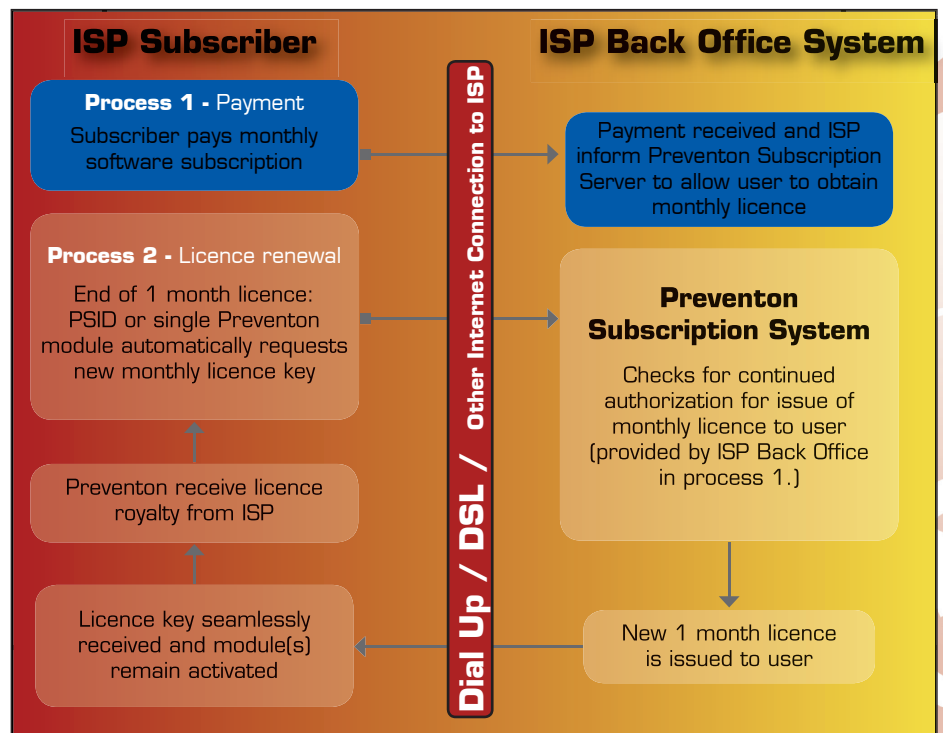 ISP Subscriber
ISP Back Office System
Process 1 - Payment
Subscriber pays monthly
software subscription
Payment received and ISP
inform Preventon Subscription
Server to allow user to obtain
monthly licence
Process 2 - Licence renewal
End of 1 month licence:
PSID or single Preventon
module automatically requests
new monthly licence key
Preventon
Subscription System
Checks for continued
authorization for issue of
monthly licence to user
(provided by ISP Back Office
in process 1.)
Preventon receive licence
royalty from ISP
Licence key seamlessly
received and module(s)
remain activated
New 1 month licence
is issued to user
Dial Up / DSL / Other Internet Connection to ISP